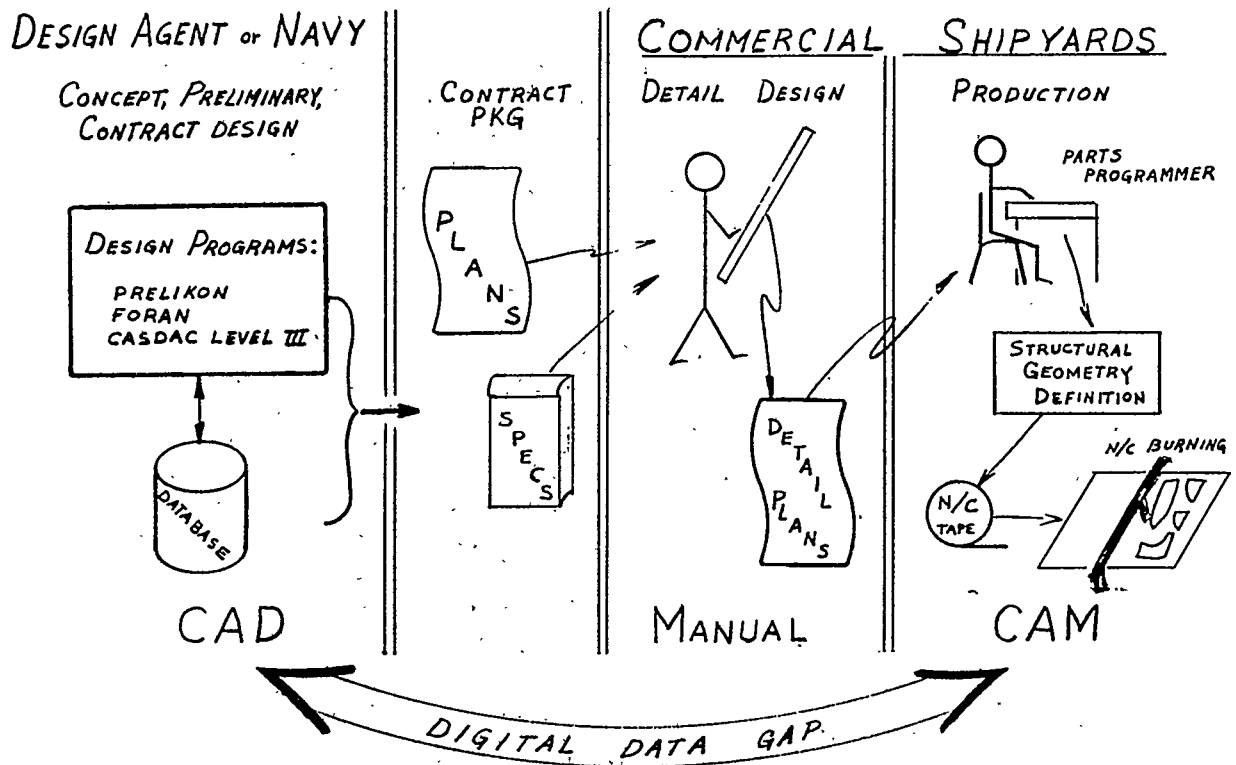 DESIGN AGENT OR NAVY
CONCEPT, PRELIMINARY,
CONTRACT DESIGN
DESIGN PROGRAMS:
PRELIKON
FORAN
CASDAC LEVEL III
DATABASE
CAD
CONTRACT
PKG
PLANS
SPECS
COMMERCIAL SHIPYARDS
DETAIL DESIGN
DETAIL
PLANS
MANUAL
PRODUCTION
PARTS
PROGRAMMER
STRUCTURAL
GEOMETRY
DEFINITION
N/C BURNING
N/C
TAPE
CAM
DIGITAL DATA GAP